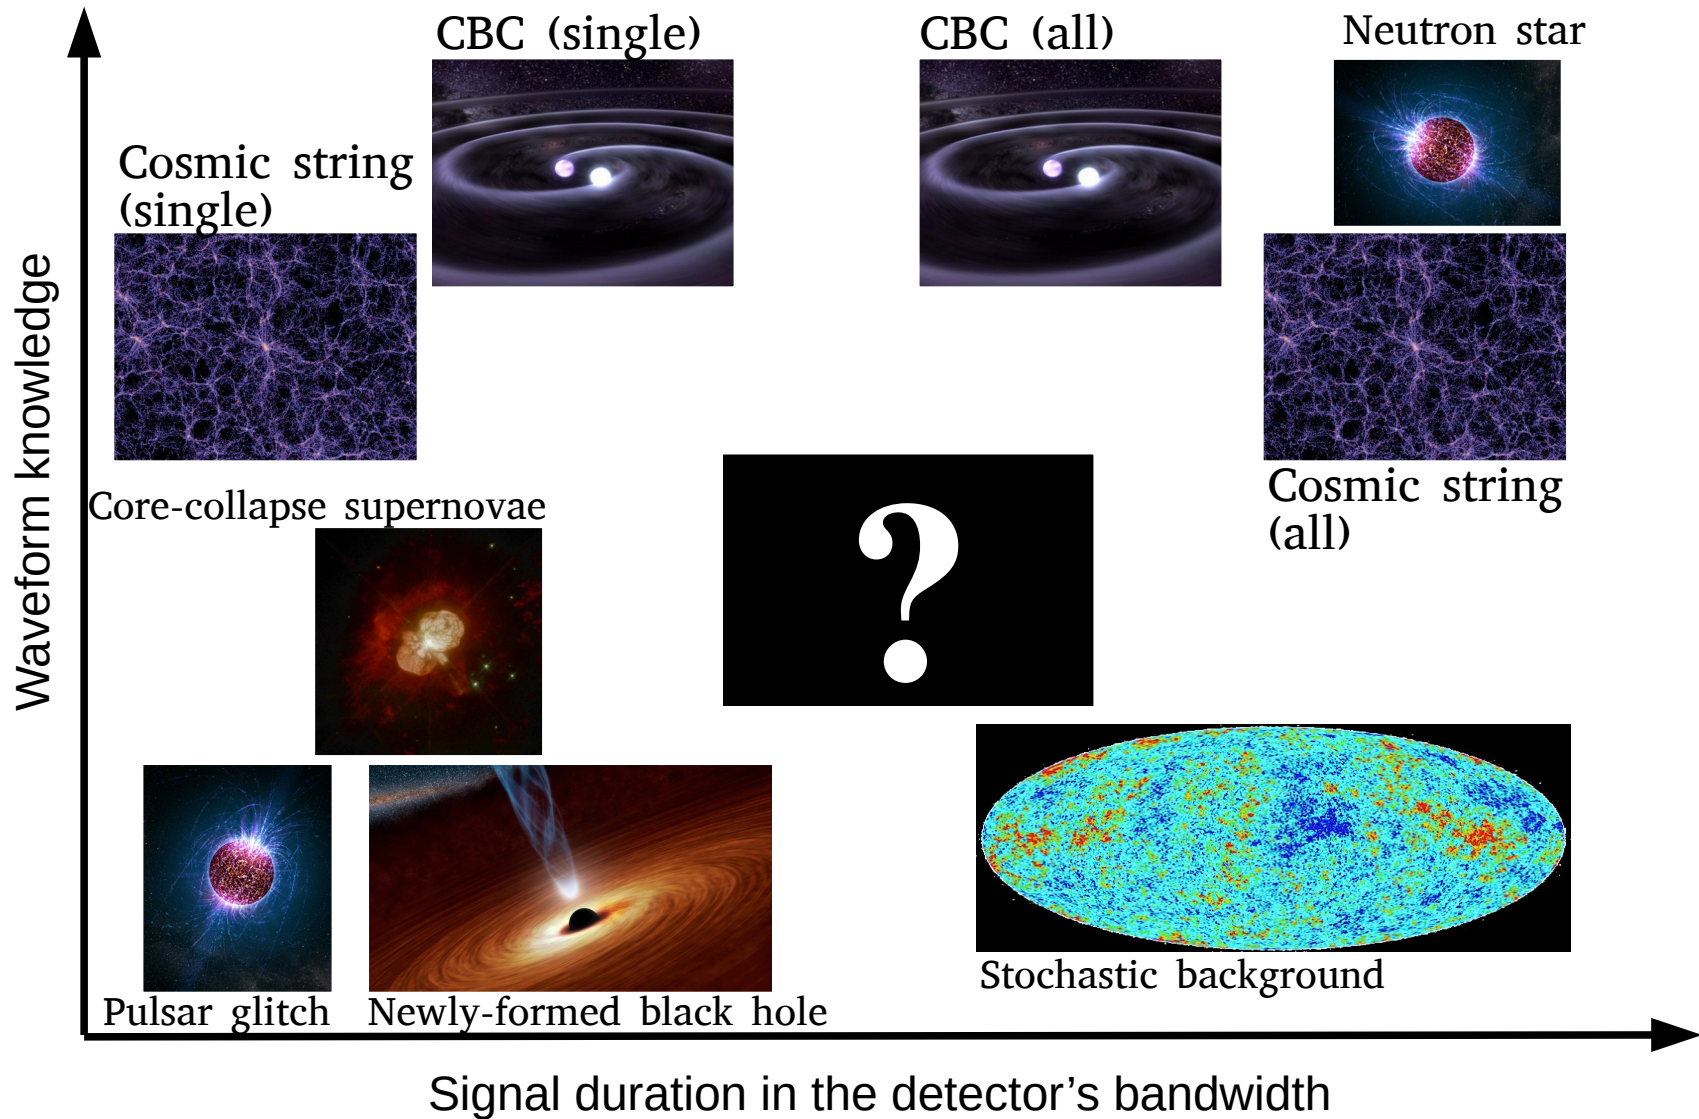 CBC (single)
CBC (all)
Neutron star
Cosmic string
(single)
Waveform knowledge
Core-collapse supernovae
?
Cosmic string
(all)
Stochastic background
Pulsar glitch
Newly-formed black hole
Signal duration in the detector’s bandwidth